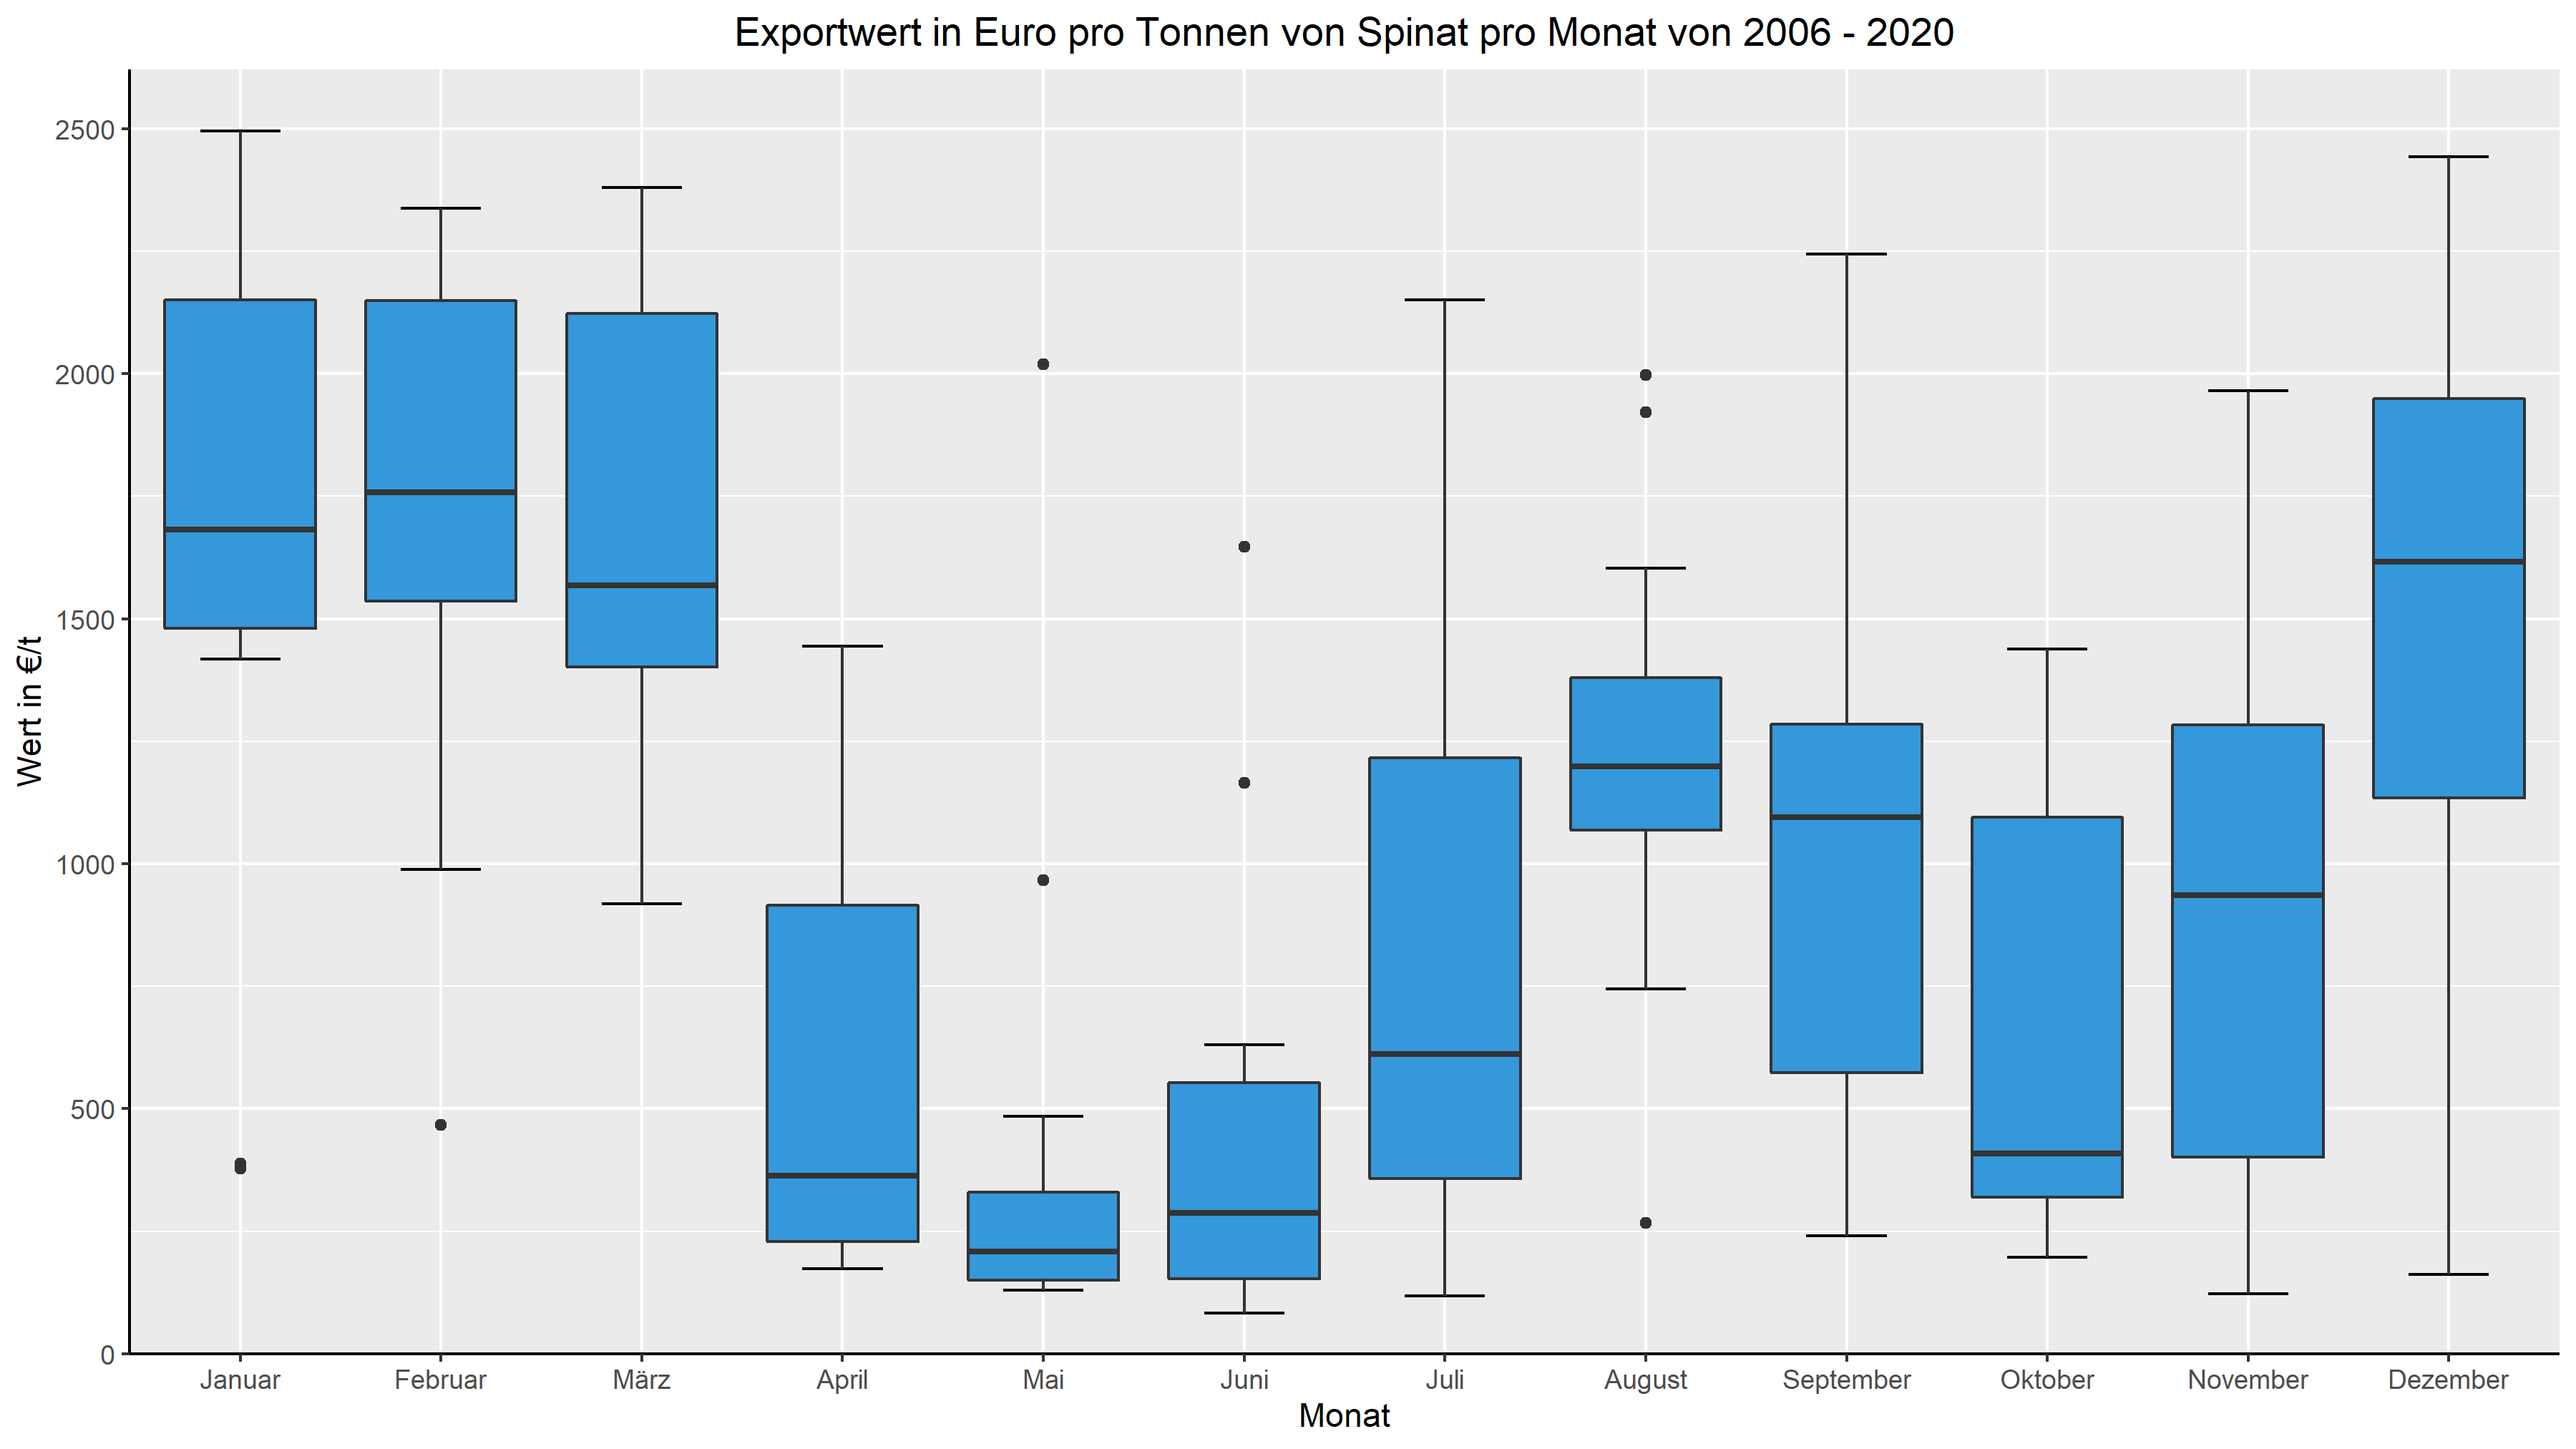 Exportwert in Euro pro Tonnen von Spinat pro Monat von 2006 - 2020
Wert in €/t
2500
2000
1500
1000
500
0
Januar Februar März April Mai Juni Juli August September Oktober November Dezember
Monat